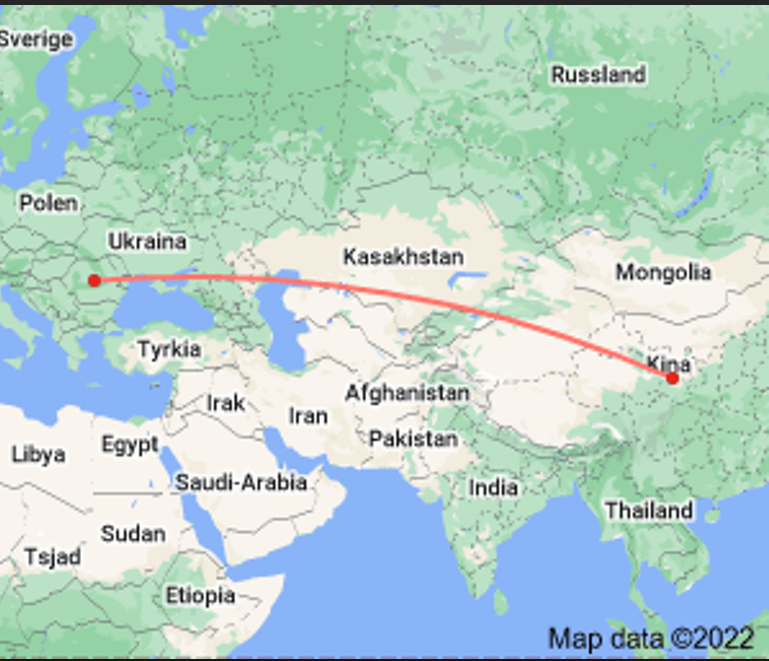 Sverige
Russland
Polen
Ukraina
Kasakhstan
Mongolia
Tyrkia
Kina
Afghanistan
Irak
Iran
Pakistan
Egypt
Libya
Saudi-Arabia
India
Thailand
Sudan
Tsjad
Etiopia
Map data ©2022